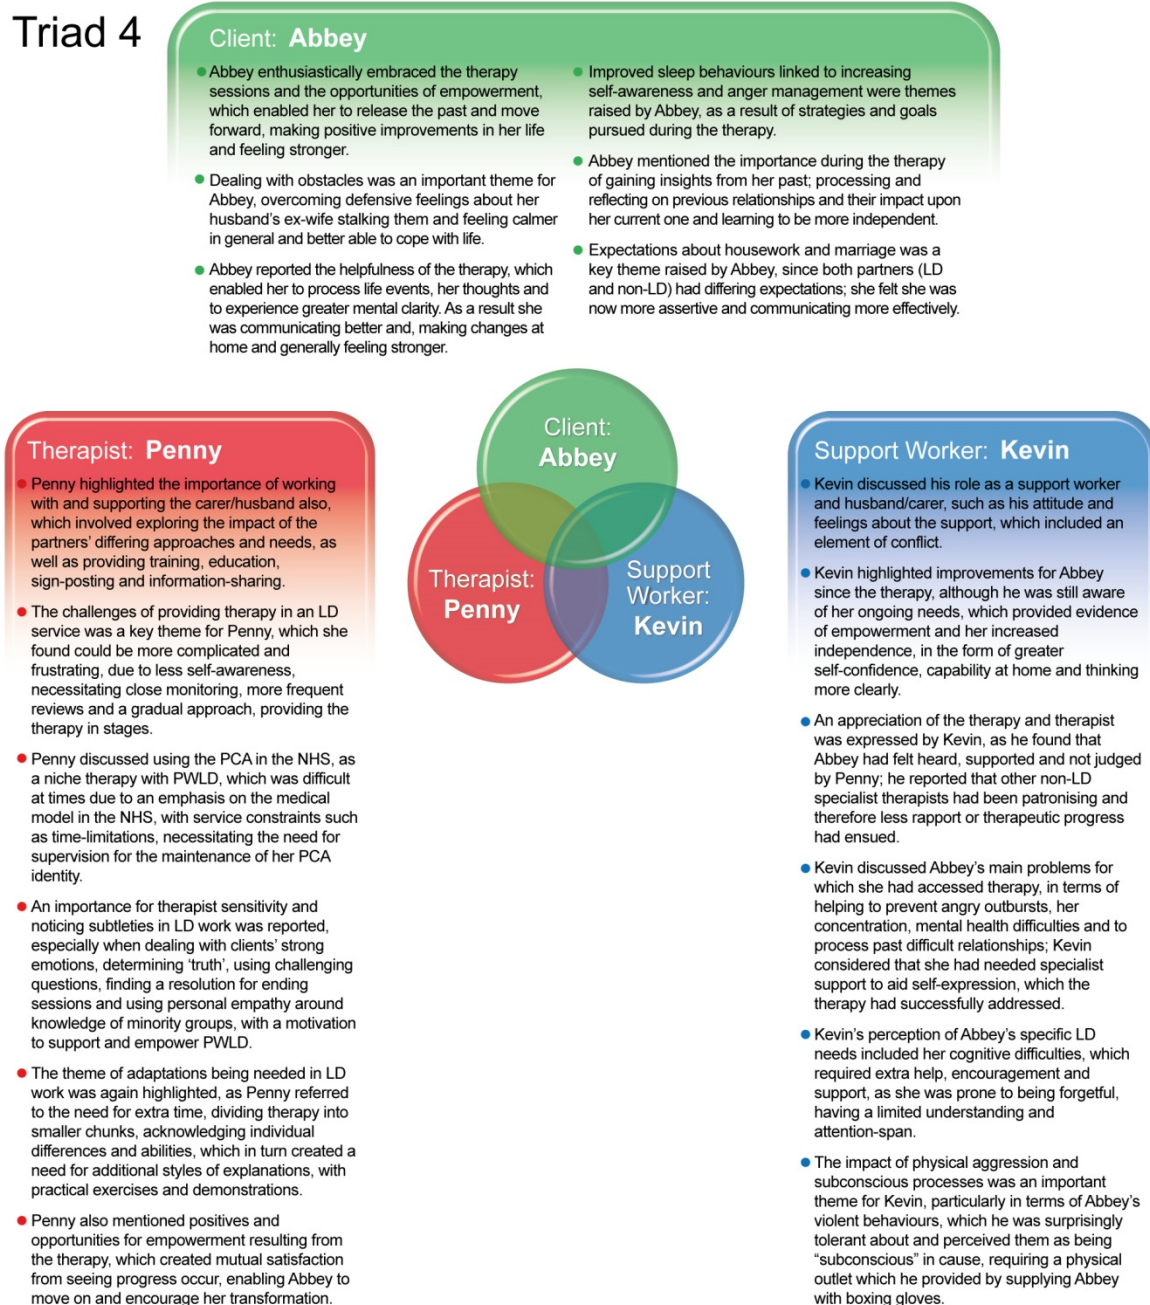 Triad 4
Client: Abbey
Abbey enthusiastically embraced the therapy
sessions and the opportunities of empowerment,
which enabled her to release the past and move
forward, making positive improvements in her life
and feeling stronger.
Dealing with obstacles was an important theme for
Abbey, overcoming defensive feelings about her
husband's ex-wife stalking them and feeling calmer
in general and better able to cope with life.
Abbey reported the helpfulness of the therapy, which
enabled her to process life events, her thoughts and
to experience greater mental clarity. As a result she
was communicating better and, making changes at
home and generally feeling stronger.
Improved sleep behaviours linked to increasing
self-awareness and anger management were themes
raised by Abbey, as a result of strategies and goals
pursued during the therapy.
Abbey mentioned the importance during the therapy
of gaining insights from her past; processing and
reflecting on previous relationships and their impact upon
her current one and learning to be more independent.
Expectations about housework and marriage was a
key theme raised by Abbey, since both partners (LD
and non-LD) had differing expectations; she felt she was
now more assertive and communicating more effectively.
Therapist: Penny
Penny highlighted the importance of working
with and supporting the carer/husband also,
which involved exploring the impact of the
partners' differing approaches and needs, as
well as providing training, education,
sign-posting and information-sharing.
The challenges of providing therapy in an LD
service was a key theme for Penny, which she
found could be more complicated and
frustrating, due to less self-awareness,
necessitating close monitoring, more frequent
reviews and a gradual approach, providing the
therapy in stages.
Penny discussed using the PCA in the NHS, as
a niche therapy with PWLD, which was difficult
at times due to an emphasis on the medical
model in the NHS, with service constraints such
as time-limitations, necessitating the need for
supervision for the maintenance of her PCA
identity.
An importance for therapist sensitivity and
noticing subtleties in LD work was reported,
especially when dealing with clients' strong
emotions, determining 'truth', using challenging
questions, finding a resolution for ending
sessions and using personal empathy around
knowledge of minority groups, with a motivation
to support and empower PWLD.
The theme of adaptations being needed in LD
work was again highlighted, as Penny referred
to the need for extra time, dividing therapy into
smaller chunks, acknowledging individual
differences and abilities, which in turn created a
need for additional styles of explanations, with
practical exercises and demonstrations.
Penny also mentioned positives and
opportunities for empowerment resulting from
the therapy, which created mutual satisfaction
from seeing progress occur, enabling Abbey to
move on and encourage her transformation.
Client:
Abbey
Therapist:
Penny
Support
Worker:
Kevin
Support Worker: Kevin
Kevin discussed his role as a support worker
and husband/carer, such as his attitude and
feelings about the support, which included an
element of conflict.
Kevin highlighted improvements for Abbey
since the therapy, although he was still aware
of her ongoing needs, which provided evidence
of empowerment and her increased
independence, in the form of greater
self-confidence, capability at home and thinking
more clearly.
An appreciation of the therapy and therapist
was expressed by Kevin, as he found that
Abbey had felt heard, supported and not judged
by Penny; he reported that other non-LD
specialist therapists had been patronising and
therefore less rapport or therapeutic progress
had ensued.
Kevin discussed Abbey's main problems for
which she had accessed therapy, in terms of
helping to prevent angry outbursts, her
concentration, mental health difficulties and to
process past difficult relationships; Kevin
considered that she had needed specialist
support to aid self-expression, which the
therapy had successfully addressed.
Kevin's perception of Abbey's specific LD
needs included her cognitive difficulties, which
required extra help, encouragement and
support, as she was prone to being forgetful,
having a limited understanding and
attention-span.
The impact of physical aggression and
subconscious processes was an important
theme for Kevin, particularly in terms of Abbey's
violent behaviours, which he was surprisingly
tolerant about and perceived them as being
"subconscious" in cause, requiring a physical
outlet which he provided by supplying Abbey
with boxing gloves.